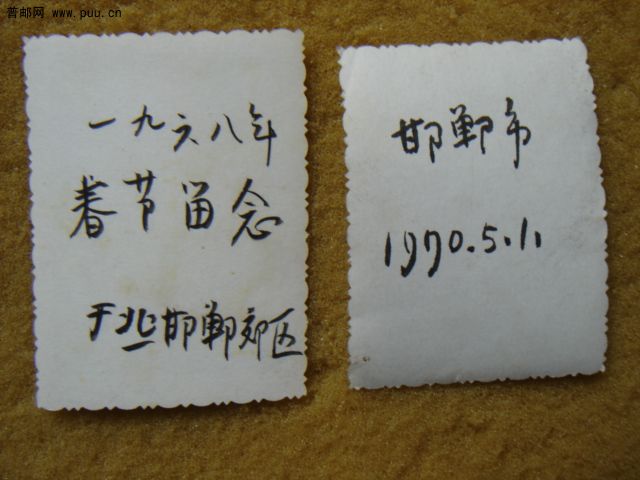 普邮网 www.puu.cn
一九六八年
春节留念
于北邯郸郊区
邯郸市
1970.5.1.